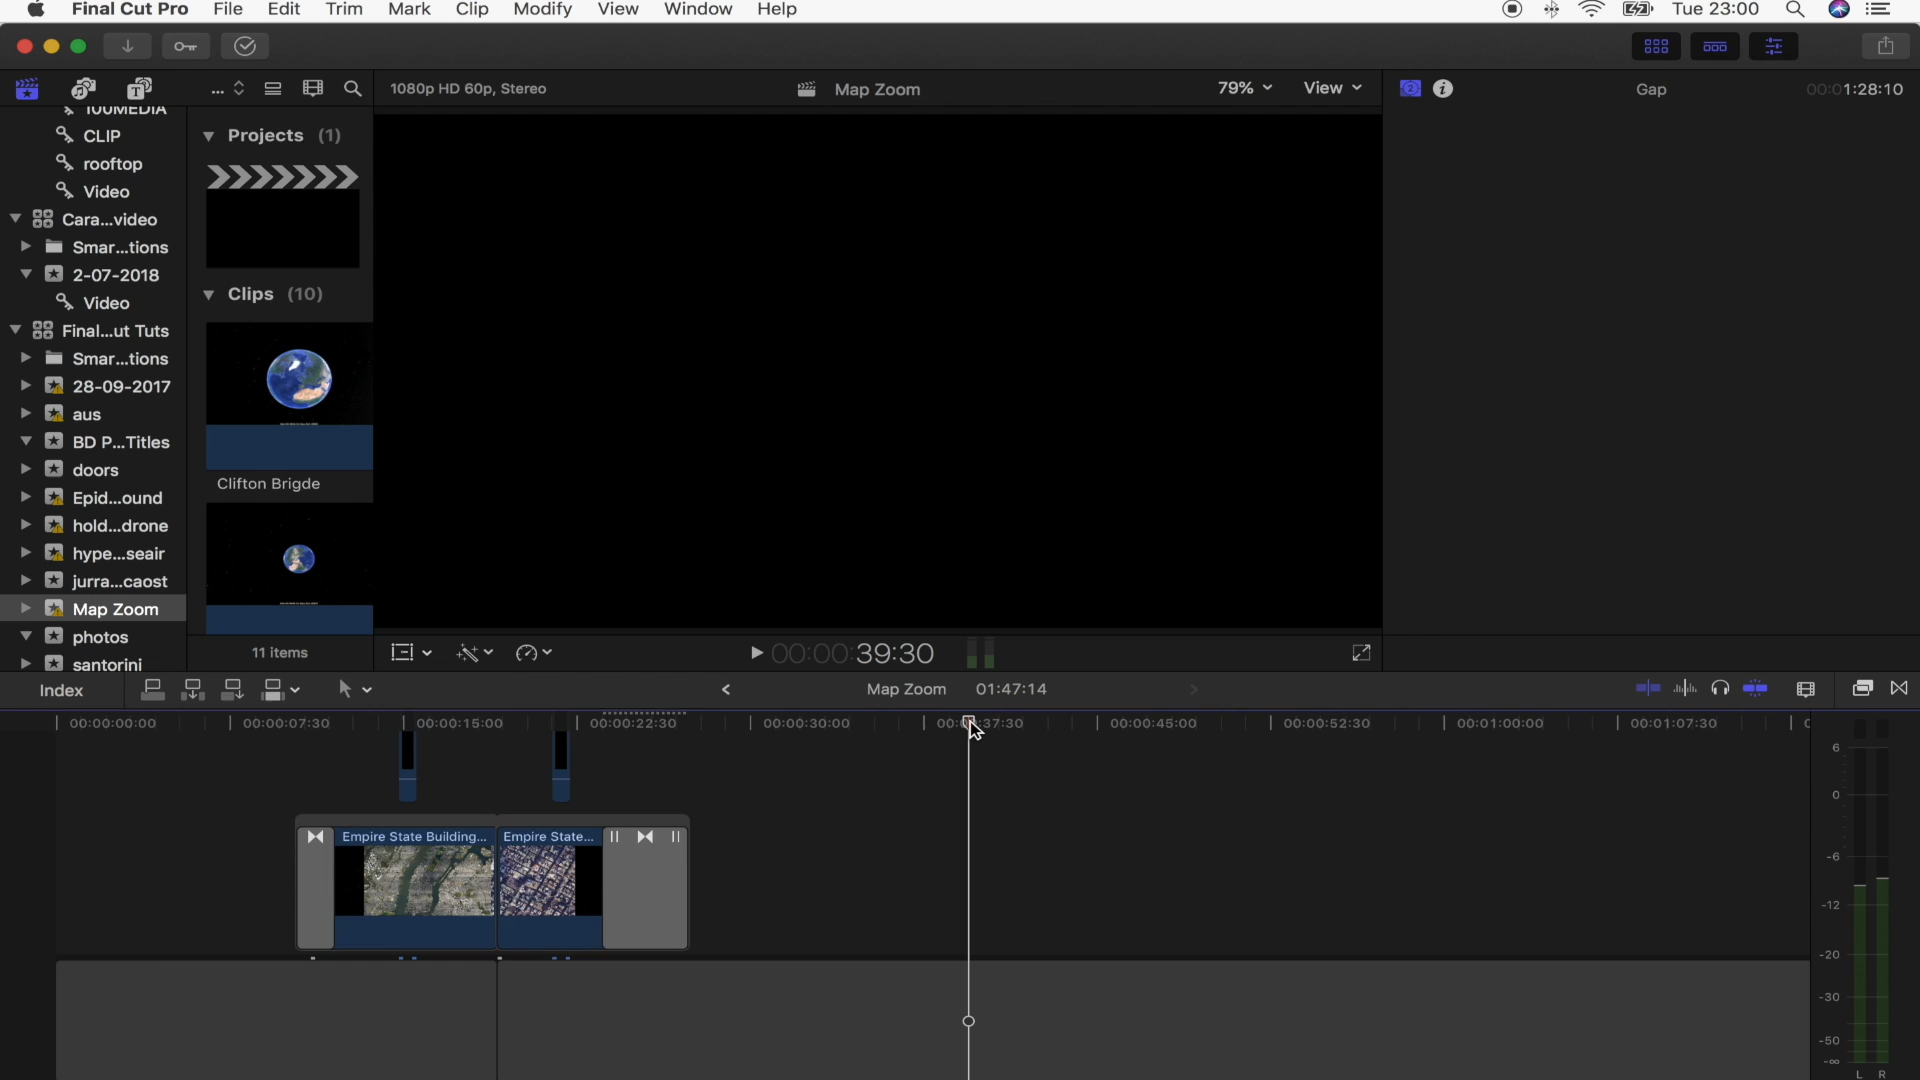 Final Cut Pro File Edit Trim Mark Clip Modify View Window Help Tue 23:00
... 1080p HD 60p, Stereo Map Zoom 79% View Gap 00:01:28:10
100MEDIA
CLIP
rooftop
Video
Cara...video
Smar...tions
2-07-2018
Video
Final...ut Tuts
Smar...tions
28-09-2017
aus
BD P...Titles
doors
Epid...ound
hold...drone
hype...seair
jurra...caost
Map Zoom
photos
santorini
Projects (1)
Clips (10)
Clifton Brigde
11 items
00:00:39:30
Index Map Zoom 01:47:14
00:00:00:00 00:00:07:30 00:00:15:00 00:00:22:30 00:00:30:00 00:00:37:30 00:00:45:00 00:00:52:30 00:01:00:00 00:01:07:30
Empire State Building... Empire State...
6
0
-6
-12
-20
-30
-50
-∞
L R